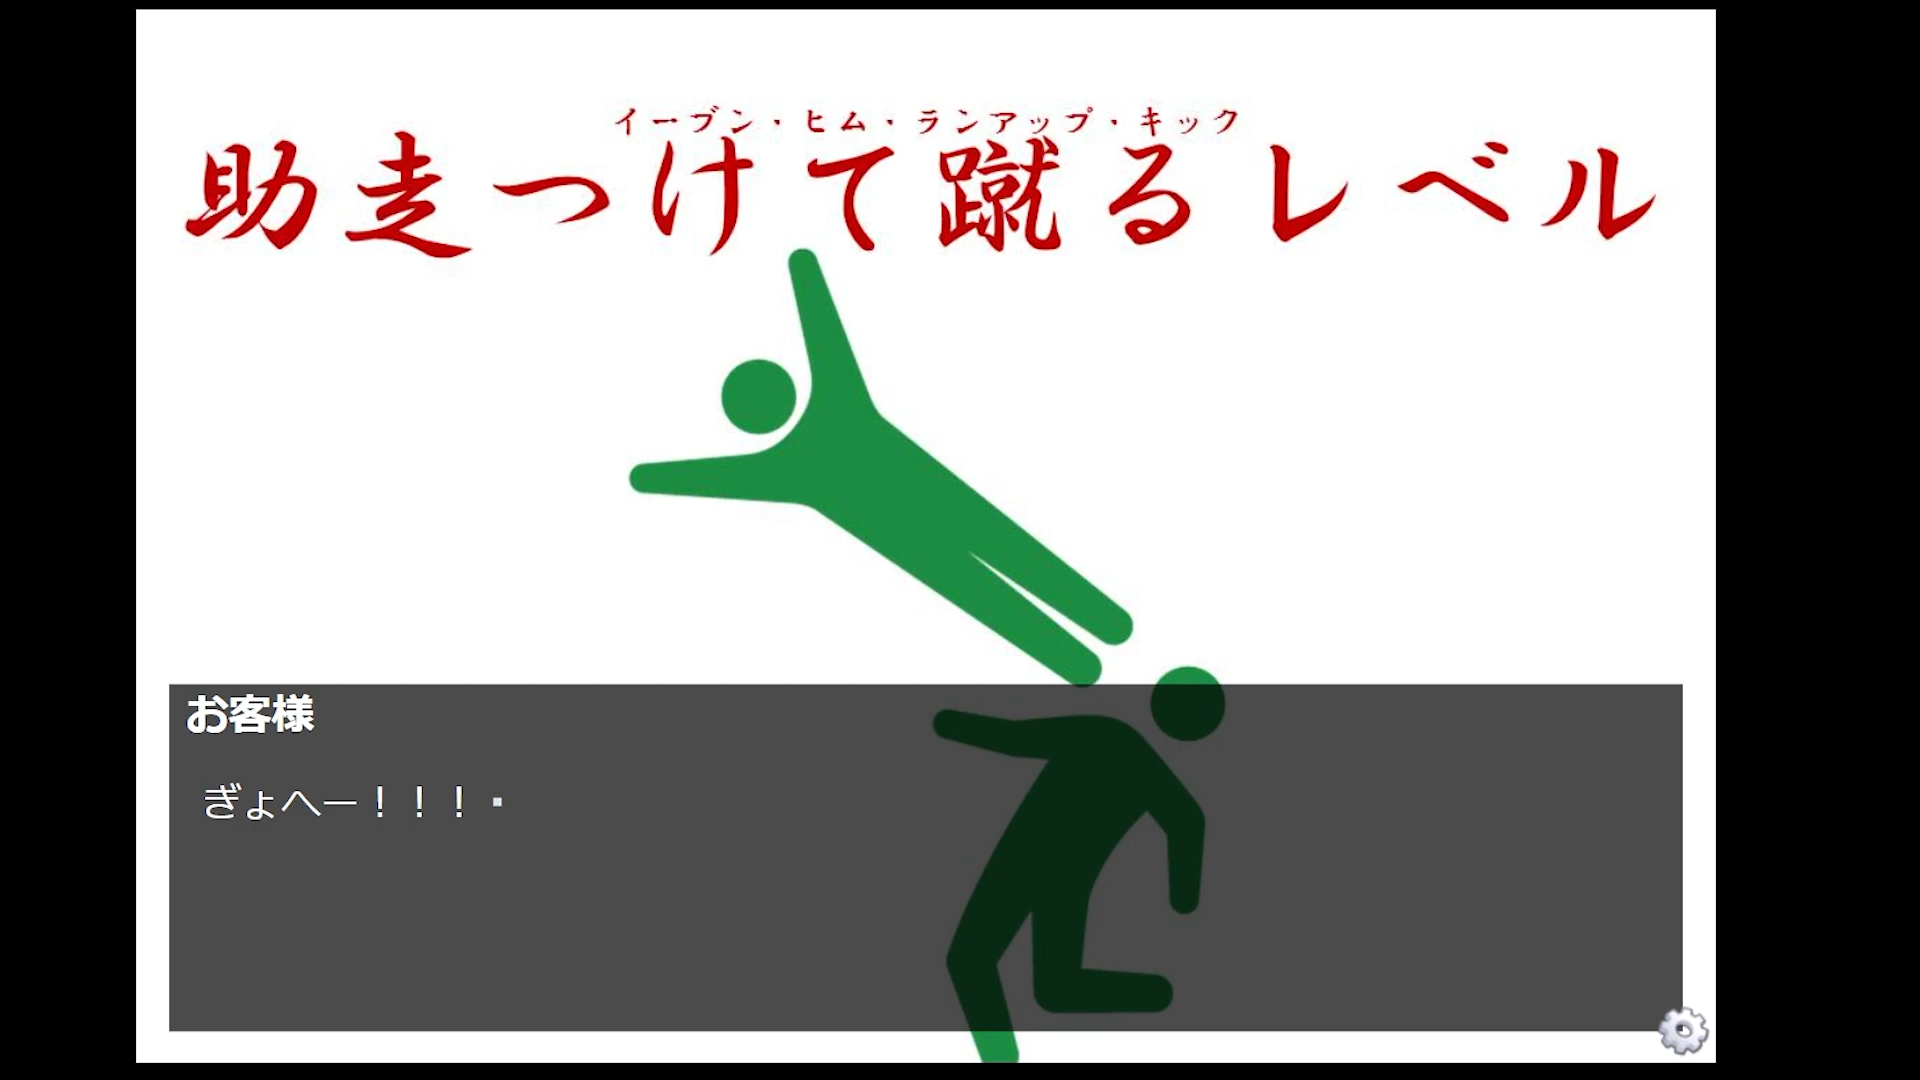 イーブン・ヒム・ランアップ・キック
助走つけて蹴るレベル
お客様
ぎょへー！！！